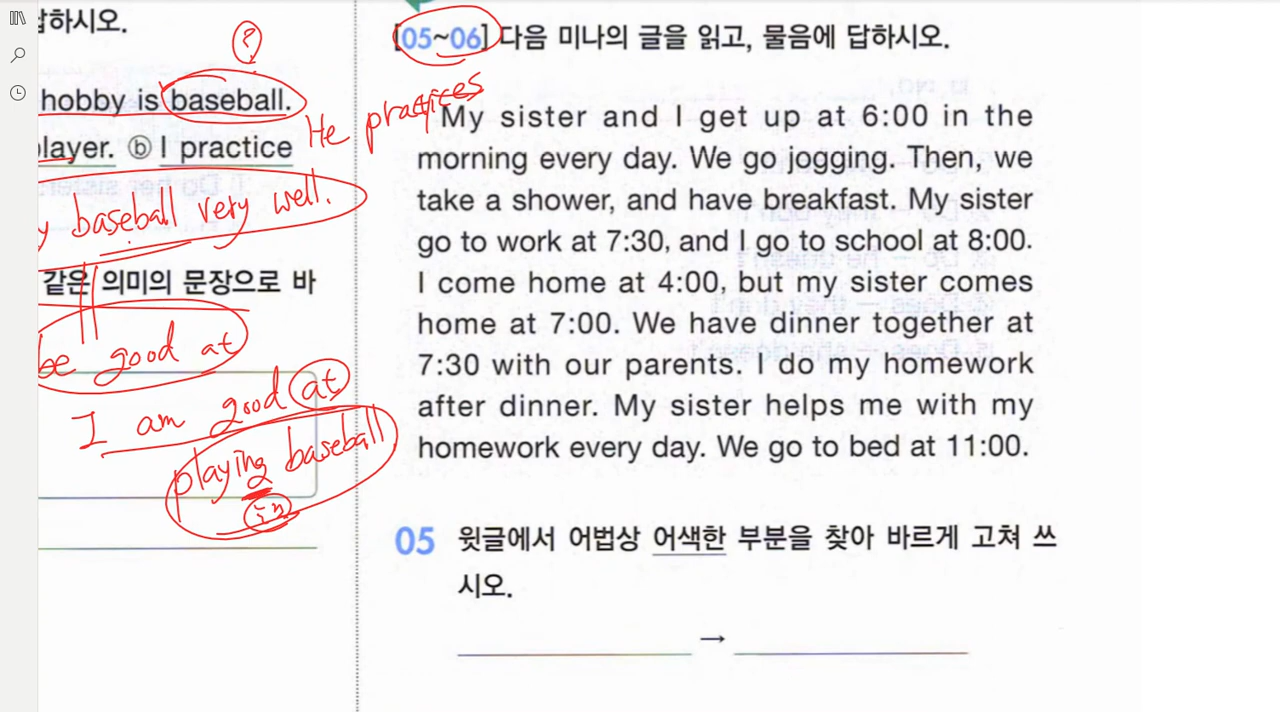 답하시오.
?
hobby is baseball.
He practices
layer. ⓑ I practice
y baseball very well.
같은 의미의 문장으로 바
be good at
I am good at
playing baseball
[05~06] 다음 미나의 글을 읽고, 물음에 답하시오.
My sister and I get up at 6:00 in the
morning every day. We go jogging. Then, we
take a shower, and have breakfast. My sister
go to work at 7:30, and I go to school at 8:00.
I come home at 4:00, but my sister comes
home at 7:00. We have dinner together at
7:30 with our parents. I do my homework
after dinner. My sister helps me with my
homework every day. We go to bed at 11:00.
05 윗글에서 어법상 어색한 부분을 찾아 바르게 고쳐 쓰
시오.
→